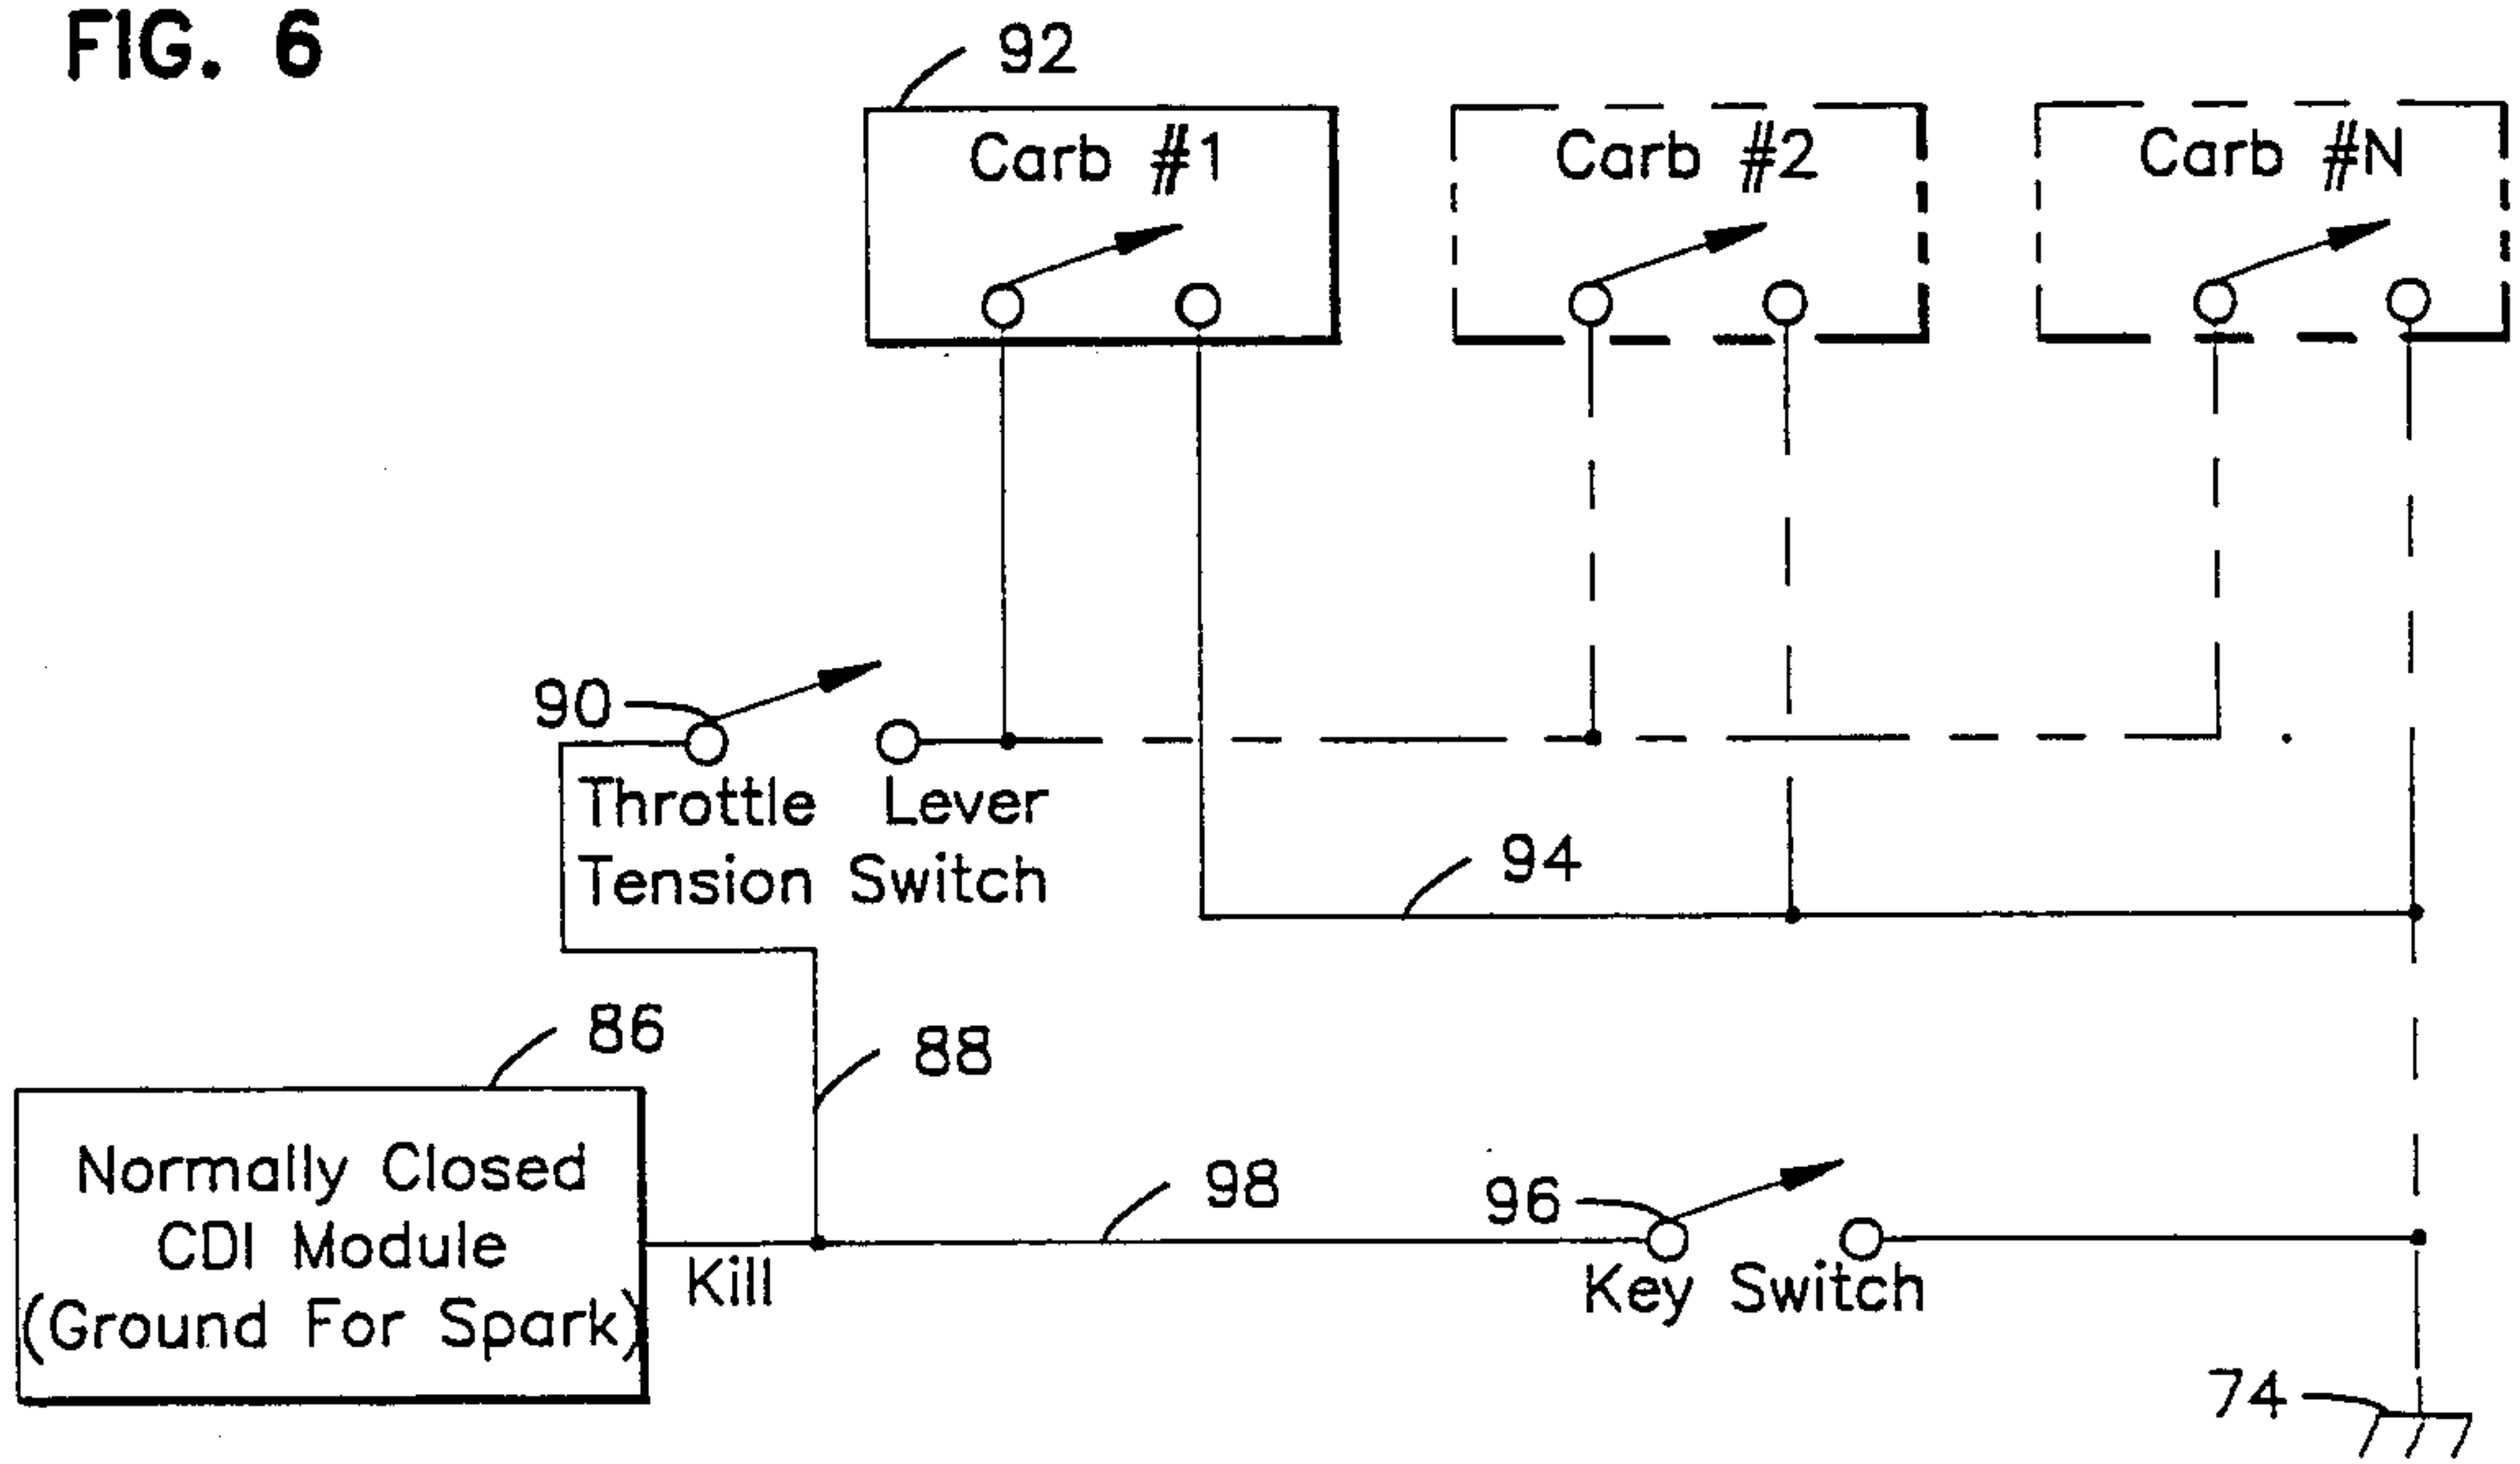 FIG. 6
92
Carb #1
Carb #2
Carb #N
90
Throttle Lever
Tension Switch
94
86
88
Normally Closed
CDI Module
(Ground For Spark)
Kill
98
96
Key Switch
74